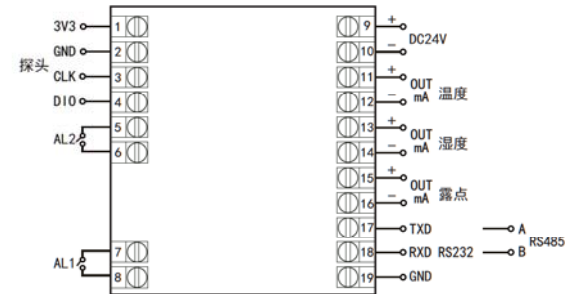 探头
3V3 1
GND 2
CLK 3
DIO 4
AL2 5
6
AL1 7
8
9 + DC24V
10 −
11 + OUT
12 − mA 温度
13 + OUT
14 − mA 湿度
15 + OUT
16 − mA 露点
17 TXD A
18 RXD RS232 B RS485
19 GND